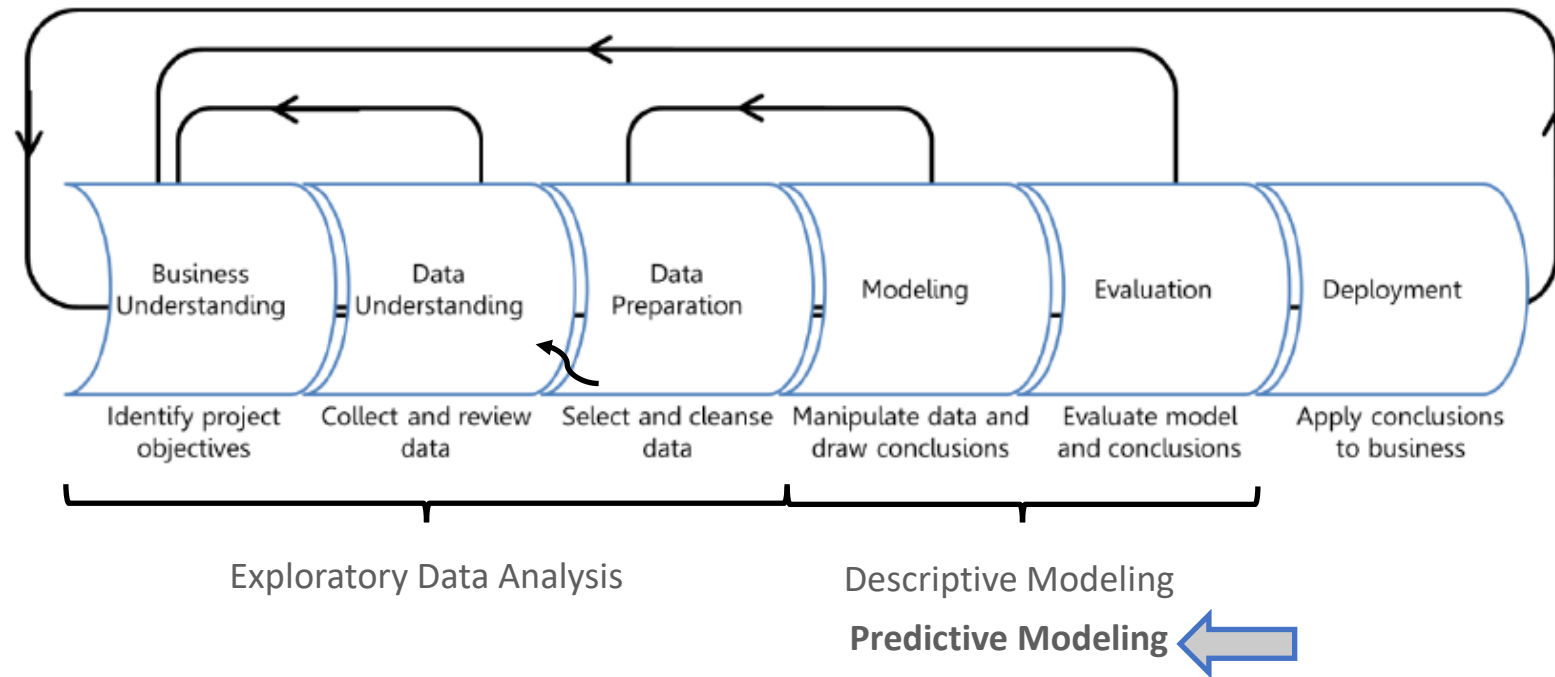 Business
Understanding
Data
Understanding
Data
Preparation
Modeling
Evaluation
Deployment
Identify project
objectives
Collect and review
data
Select and cleanse
data
Manipulate data and
draw conclusions
Evaluate model
and conclusions
Apply conclusions
to business
Exploratory Data Analysis
Descriptive Modeling
Predictive Modeling